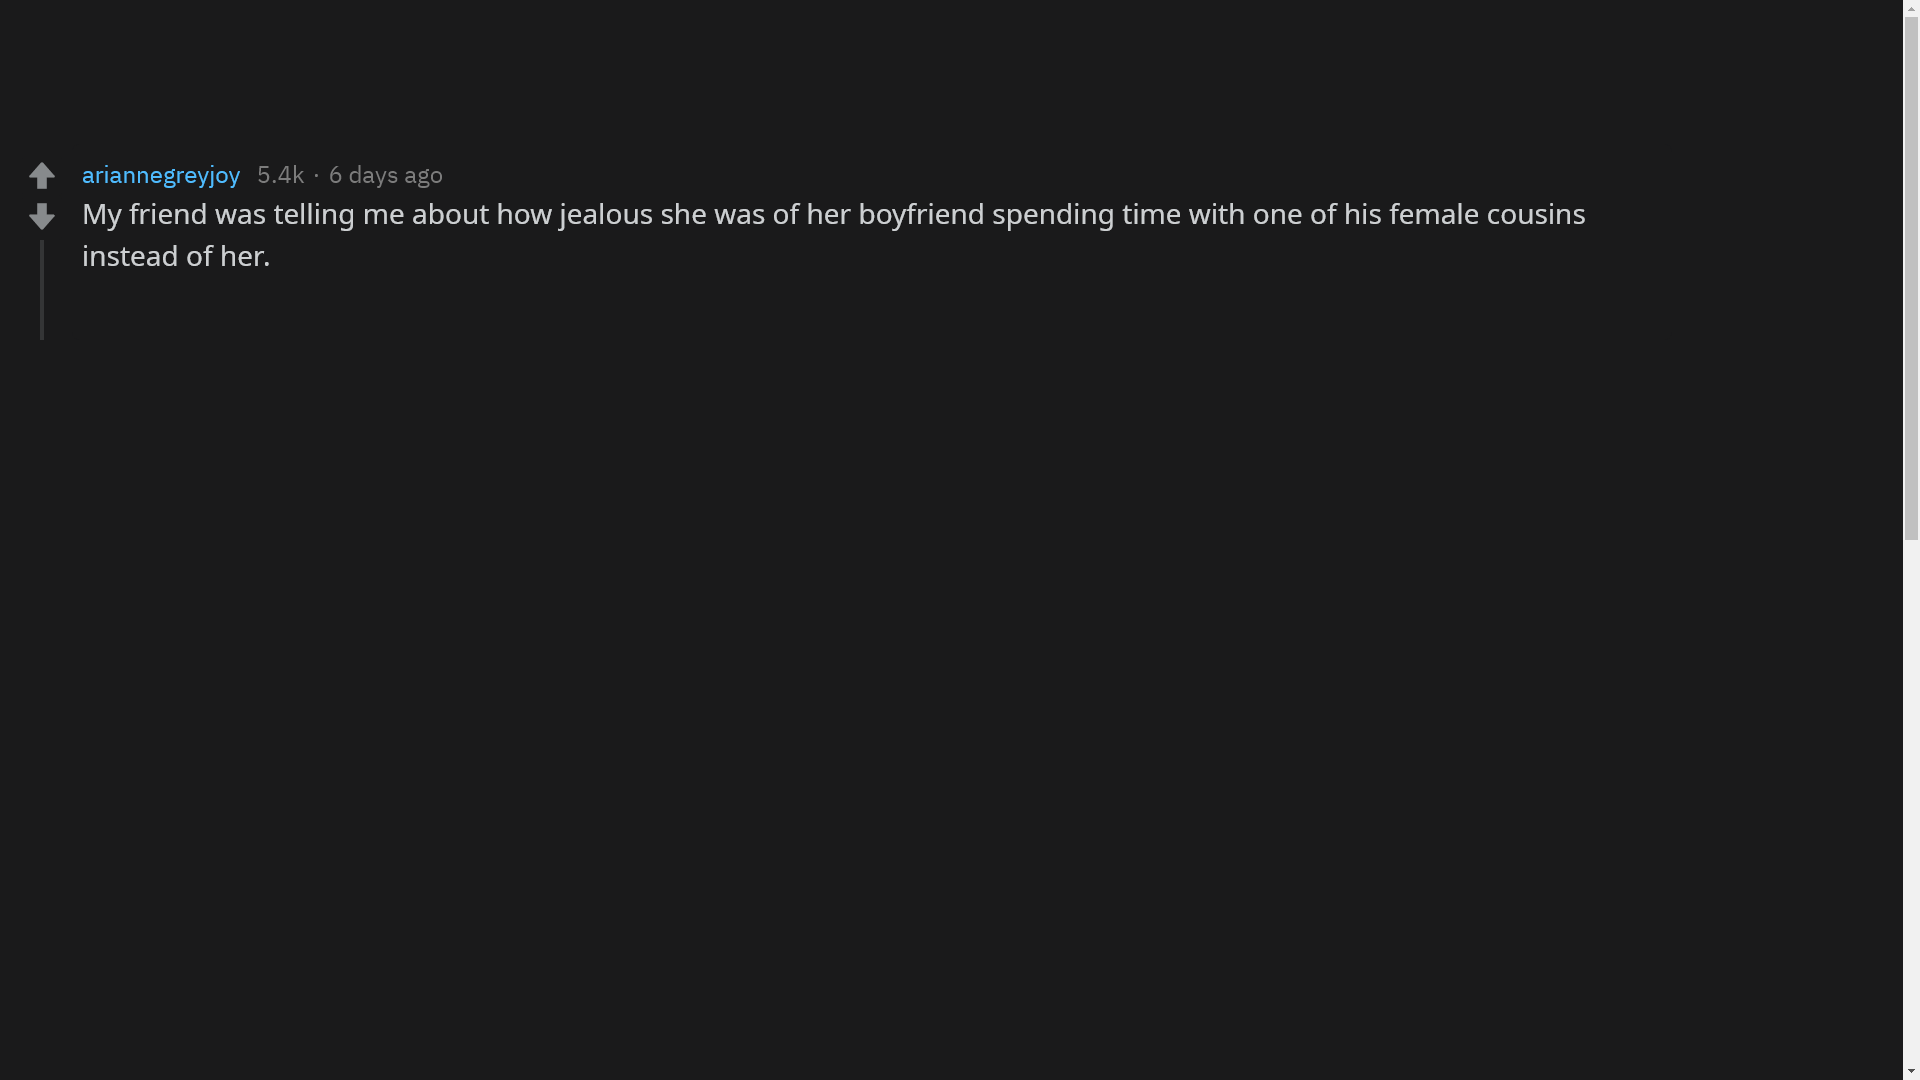 ariannegreyjoy 5.4k · 6 days ago
My friend was telling me about how jealous she was of her boyfriend spending time with one of his female cousins
instead of her.